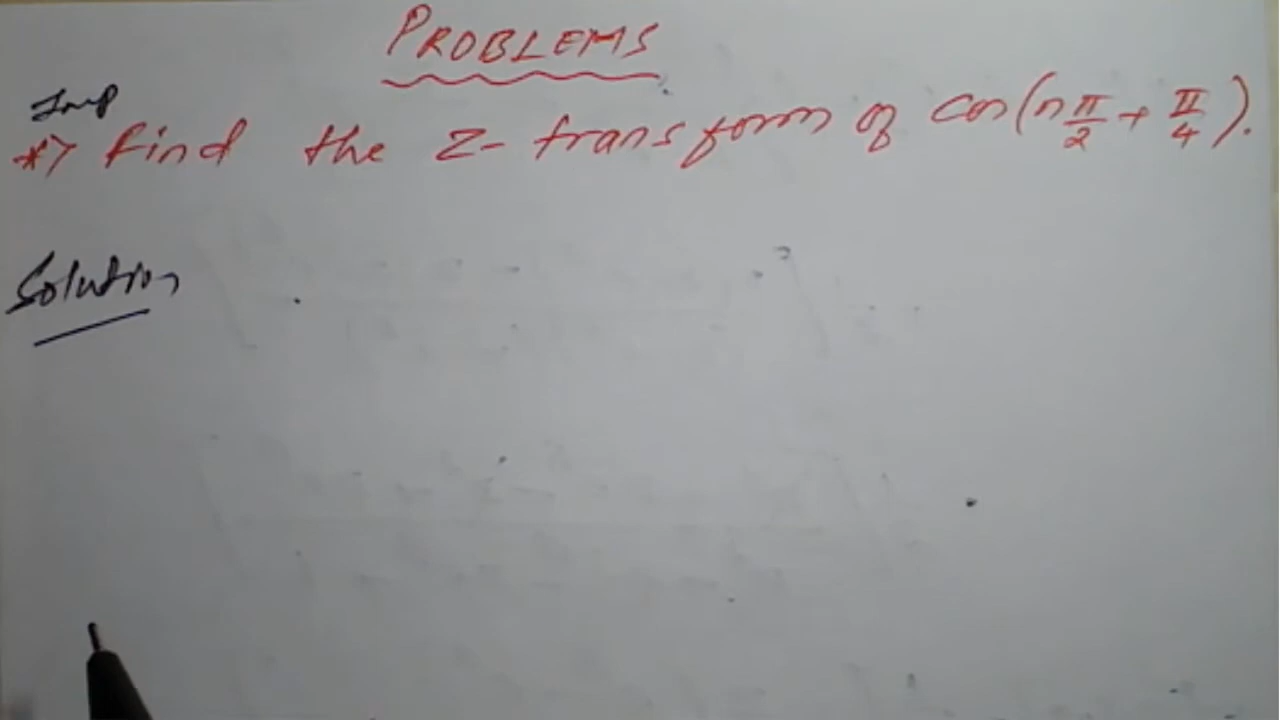 PROBLEMS
Imp
*> Find the Z-transform of cos(nπ/2 + π/4).
Solution